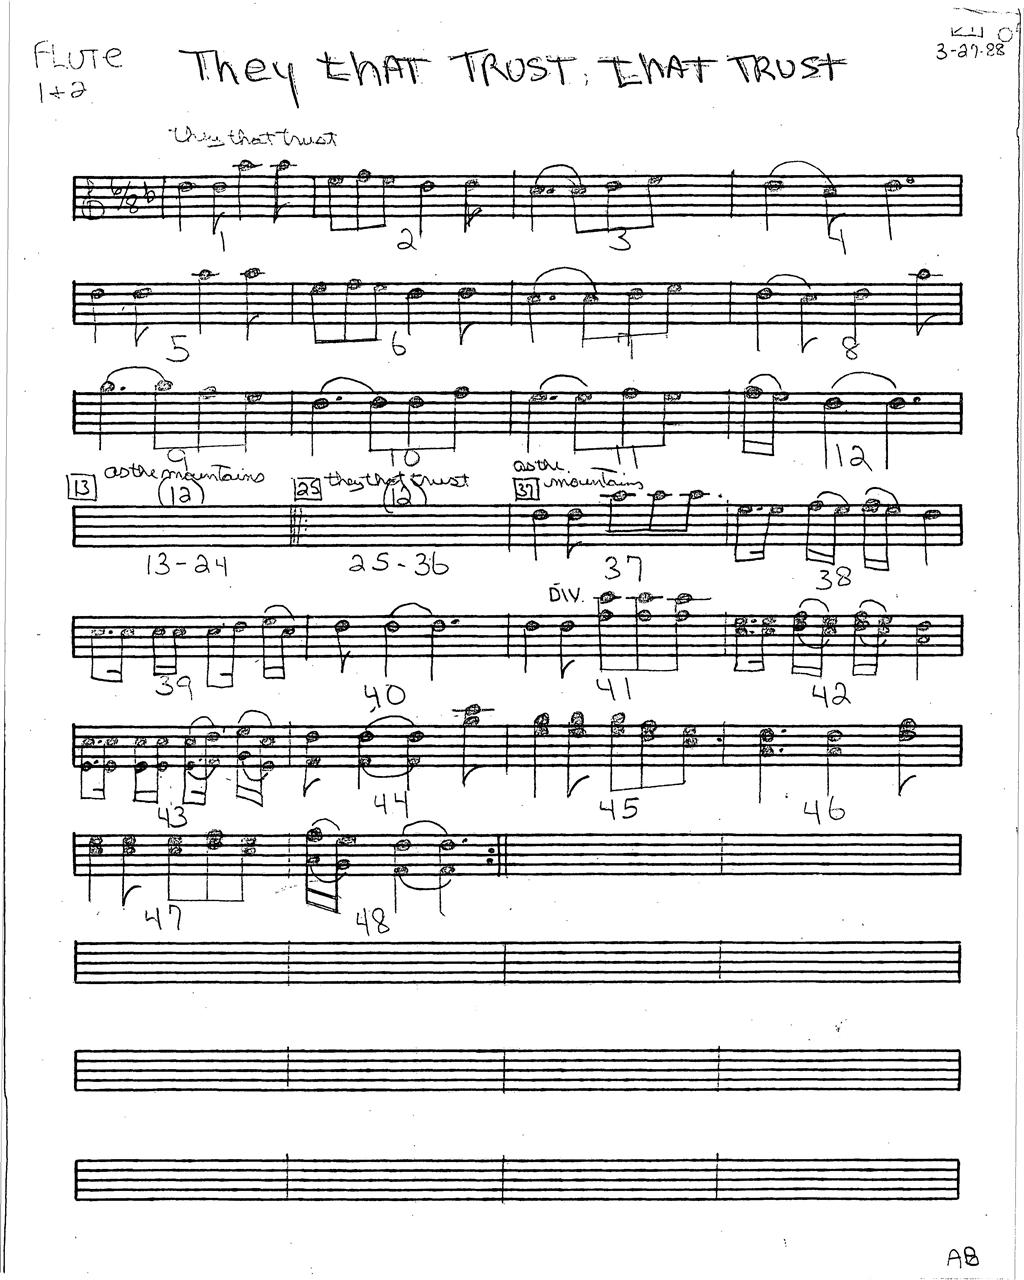 FLUTE
1+2
They that TRUST, that TRUST
3-27-88
they that trust
6/8
1 2 3 4
5 6 7 8
9 10 11 12
13 as the mountains (12) 25 they that trust (12) 37 as the mountains
13-24 25-36 37 38
DIV.
39 40 41 42
43 44 45 46
47 48
AB